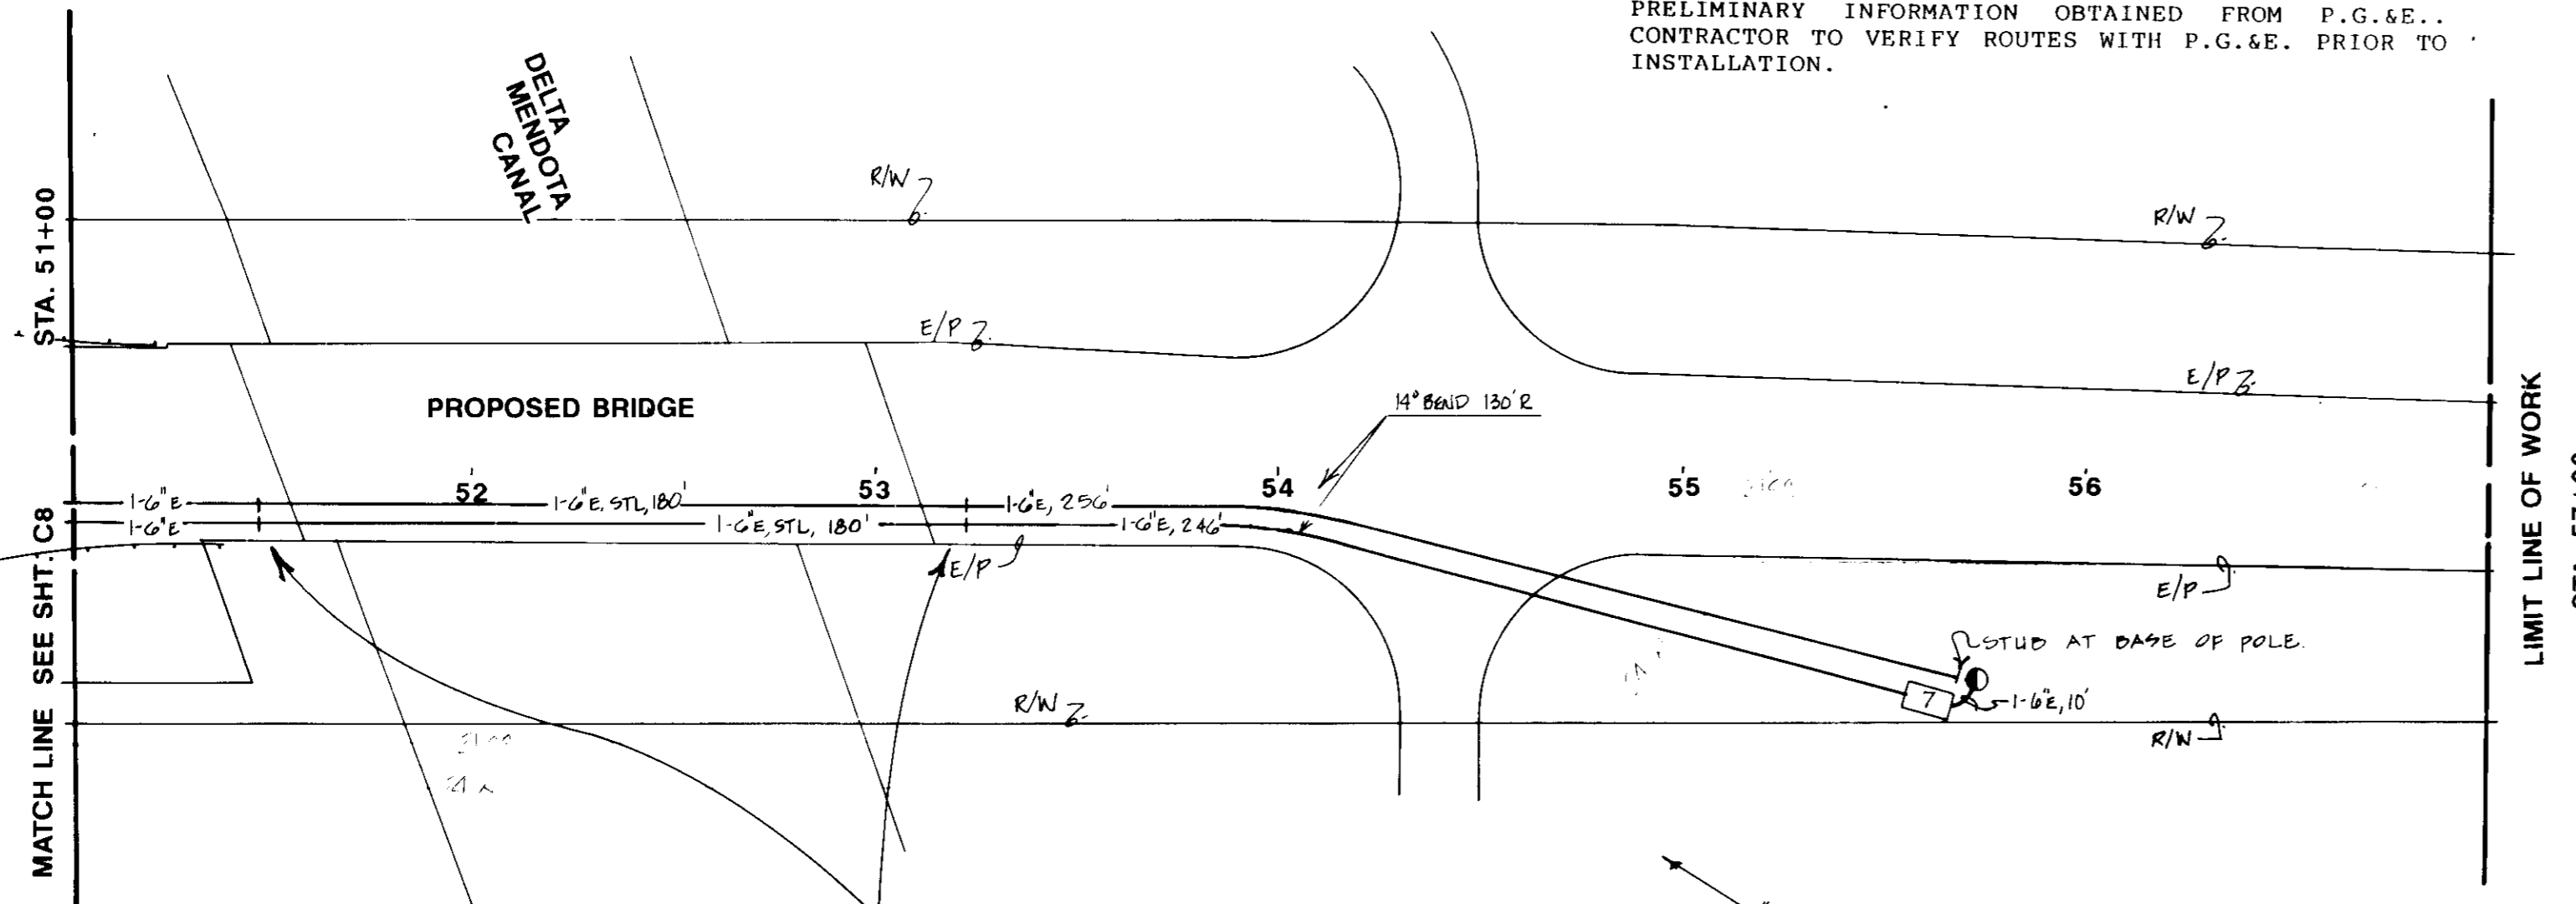 PRELIMINARY INFORMATION OBTAINED FROM P.G.&E..
CONTRACTOR TO VERIFY ROUTES WITH P.G.&E. PRIOR TO
INSTALLATION.
DELTA
MENDOTA
CANAL
R/W
R/W
STA. 51+00
E/P
E/P
PROPOSED BRIDGE
14° BEND 130'R
52
53
54
55
56
1-6"E
1-6"E, STL, 180'
1-6"E, 256'
1-6"E
1-6"E, STL, 180'
1-6"E, 246'
E/P
E/P
STUB AT BASE OF POLE.
7
1-6"E, 10'
R/W
R/W
MATCH LINE SEE SHT. C8
LIMIT LINE OF WORK